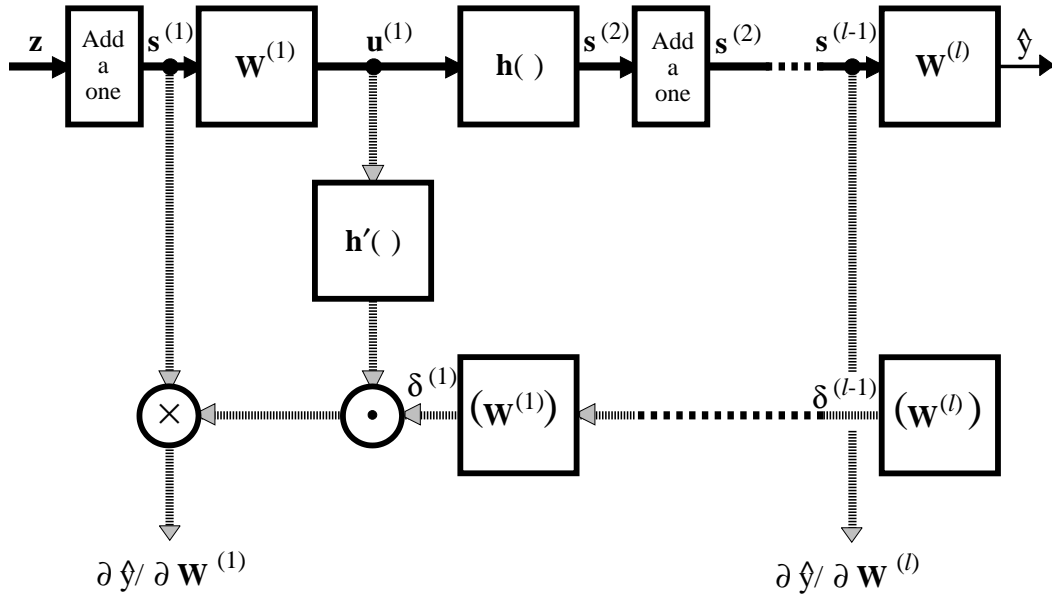 z
Add
a
one
s^(1)
W^(1)
u^(1)
h( )
s^(2)
Add
a
one
s^(2)
s^(l-1)
W^(l)
ŷ
h′( )
×
•
δ^(1)
(W^(1))
δ^(l-1)
(W^(l))
∂ ŷ/ ∂ W^(1)
∂ ŷ/ ∂ W^(l)